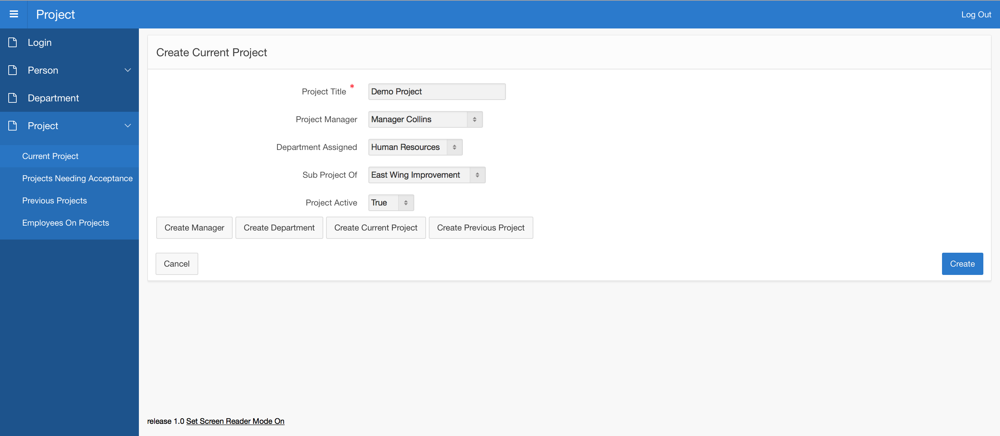 Project
Log Out
Login
Person
Department
Project
Current Project
Projects Needing Acceptance
Previous Projects
Employees On Projects
Create Current Project
Project Title * Demo Project
Project Manager Manager Collins
Department Assigned Human Resources
Sub Project Of East Wing Improvement
Project Active True
Create Manager Create Department Create Current Project Create Previous Project
Cancel Create
release 1.0 Set Screen Reader Mode On